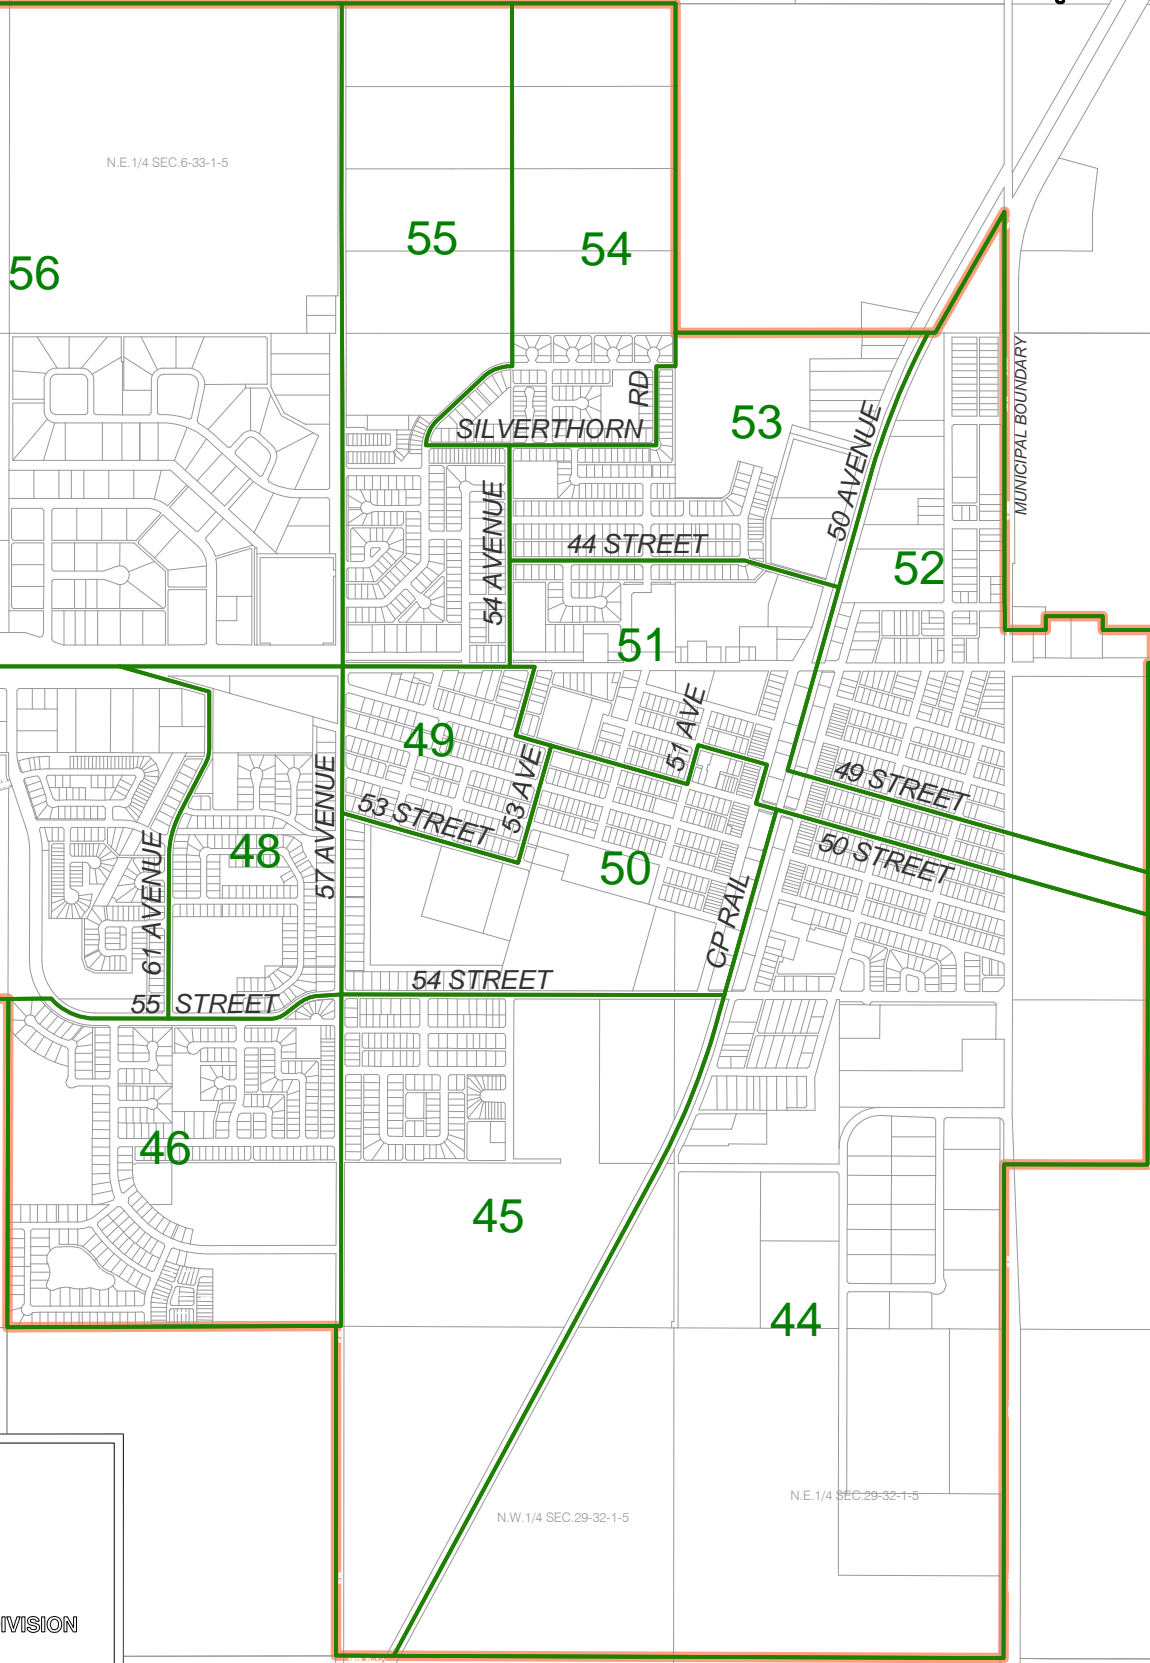 N.E.1/4 SEC.6-33-1-5
55
54
56
MUNICIPAL BOUNDARY
RD
SILVERTHORN
53
50 AVENUE
54 AVENUE
44 STREET
52
51
51 AVE
49
53 AVE
49 STREET
57 AVENUE
53 STREET
50 STREET
48
50
61 AVENUE
CP RAIL
54 STREET
55 STREET
46
45
44
N.E.1/4 SEC.29-32-1-5
N.W.1/4 SEC.29-32-1-5
IVISION